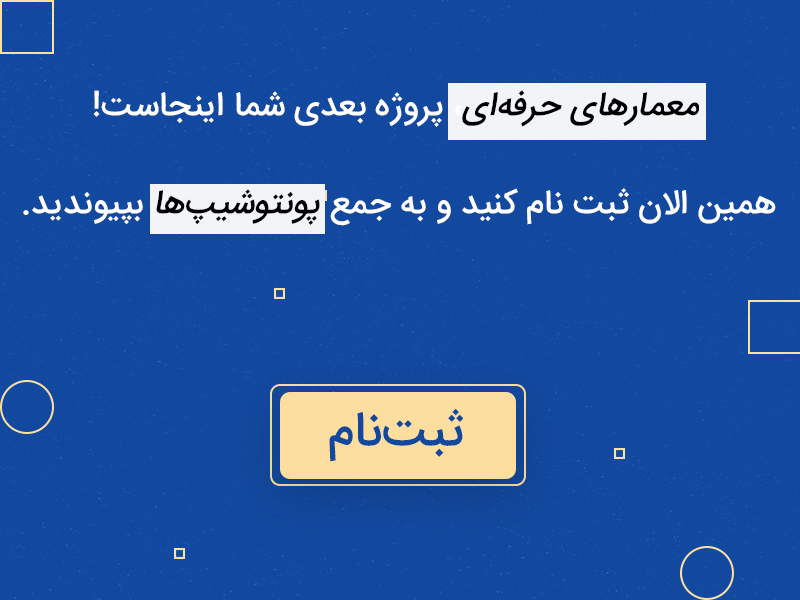 معمارهای حرفه‌ای، پروژه بعدی شما اینجاست!
همین الان ثبت نام کنید و به جمع پونتوشیپ‌ها بپیوندید.
ثبت‌نام